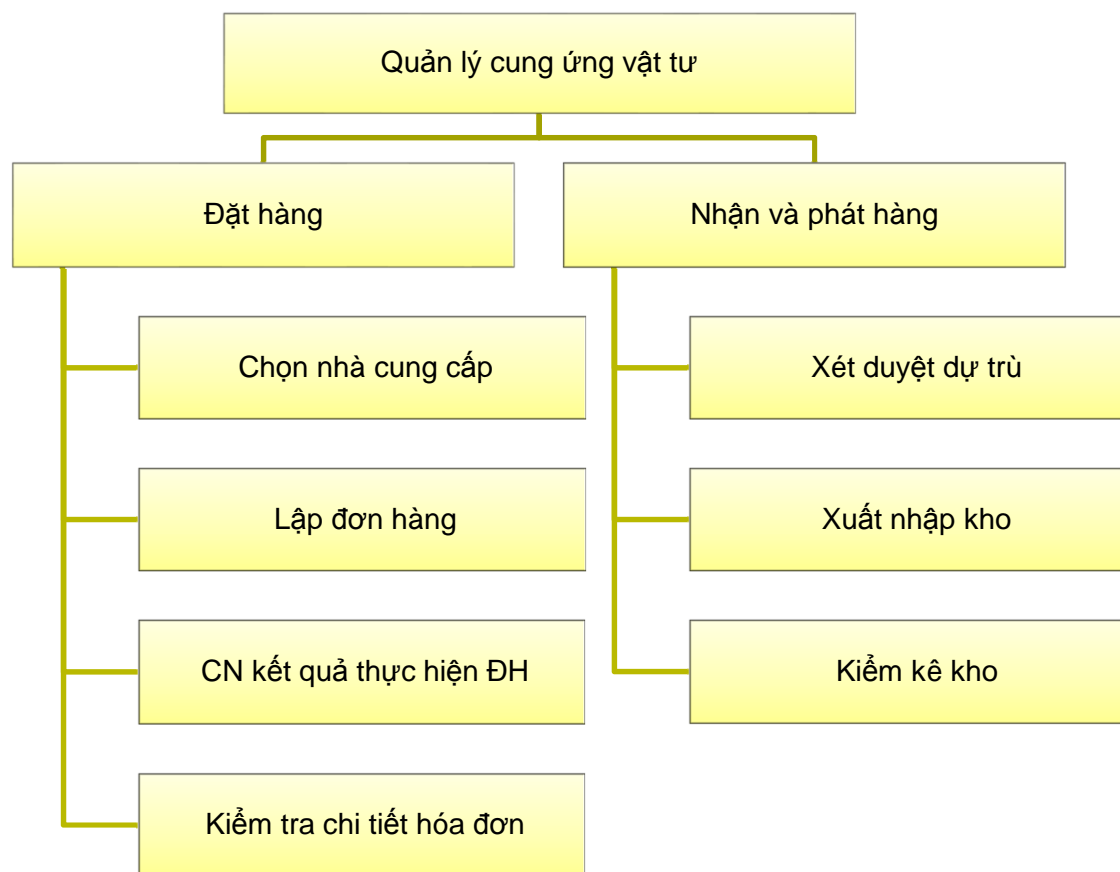 Quản lý cung ứng vật tư
Đặt hàng
Nhận và phát hàng
Chọn nhà cung cấp
Xét duyệt dự trù
Lập đơn hàng
Xuất nhập kho
CN kết quả thực hiện ĐH
Kiểm kê kho
Kiểm tra chi tiết hóa đơn